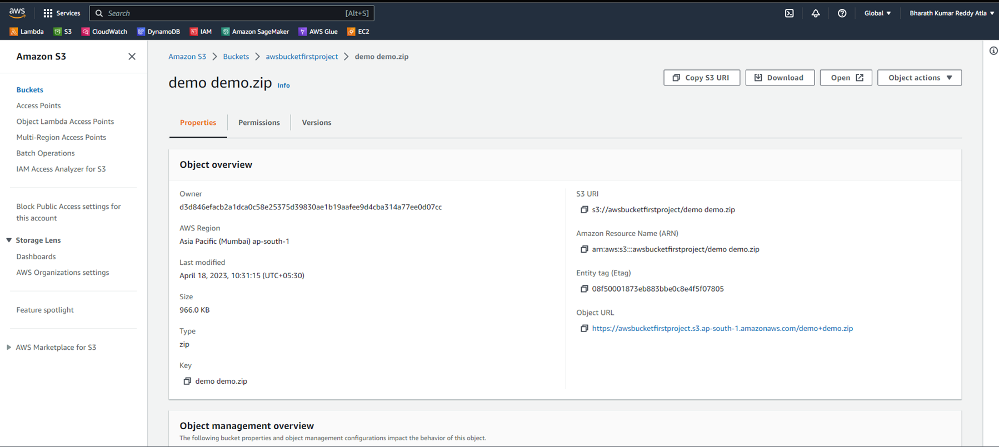 aws
Services
Search [Alt+S]
Global
Bharath Kumar Reddy Atla
Lambda S3 CloudWatch DynamoDB IAM Amazon SageMaker AWS Glue EC2
Amazon S3
Buckets
Access Points
Object Lambda Access Points
Multi-Region Access Points
Batch Operations
IAM Access Analyzer for S3
Block Public Access settings for
this account
Storage Lens
Dashboards
AWS Organizations settings
Feature spotlight
AWS Marketplace for S3
Amazon S3 > Buckets > awsbucketfirstproject > demo demo.zip
demo demo.zip Info
Copy S3 URI
Download
Open
Object actions
Properties
Permissions
Versions
Object overview
Owner
d3d846efacb2a1dca0c58e25375d39830ae1b19aafee9d4cba314a77ee0d07cc
AWS Region
Asia Pacific (Mumbai) ap-south-1
Last modified
April 18, 2023, 10:31:15 (UTC+05:30)
Size
966.0 KB
Type
zip
Key
demo demo.zip
S3 URI
s3://awsbucketfirstproject/demo demo.zip
Amazon Resource Name (ARN)
arn:aws:s3:::awsbucketfirstproject/demo demo.zip
Entity tag (Etag)
08f50001873eb883bbe0c8e4f5f07805
Object URL
https://awsbucketfirstproject.s3.ap-south-1.amazonaws.com/demo+demo.zip
Object management overview
The following bucket properties and object management configurations impact the behavior of this object.